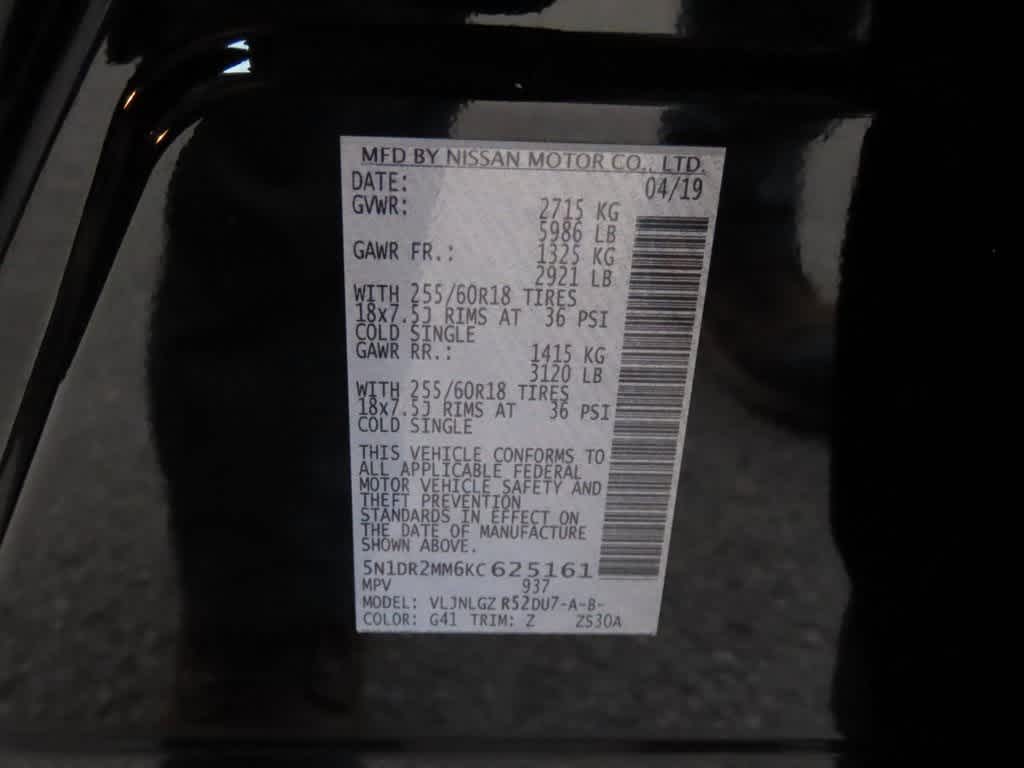 MFD BY NISSAN MOTOR CO., LTD.
DATE: 04/19
GVWR: 2715 KG
5986 LB
GAWR FR.: 1325 KG
2921 LB
WITH 255/60R18 TIRES
18x7.5J RIMS AT 36 PSI
COLD SINGLE
GAWR RR.: 1415 KG
3120 LB
WITH 255/60R18 TIRES
18x7.5J RIMS AT 36 PSI
COLD SINGLE
THIS VEHICLE CONFORMS TO
ALL APPLICABLE FEDERAL
MOTOR VEHICLE SAFETY AND
THEFT PREVENTION
STANDARDS IN EFFECT ON
THE DATE OF MANUFACTURE
SHOWN ABOVE.
5N1DR2MM6KC625161
MPV 937
MODEL: VLJNLGZ R52DU7-A-B-
COLOR: G41 TRIM: Z ZS30A